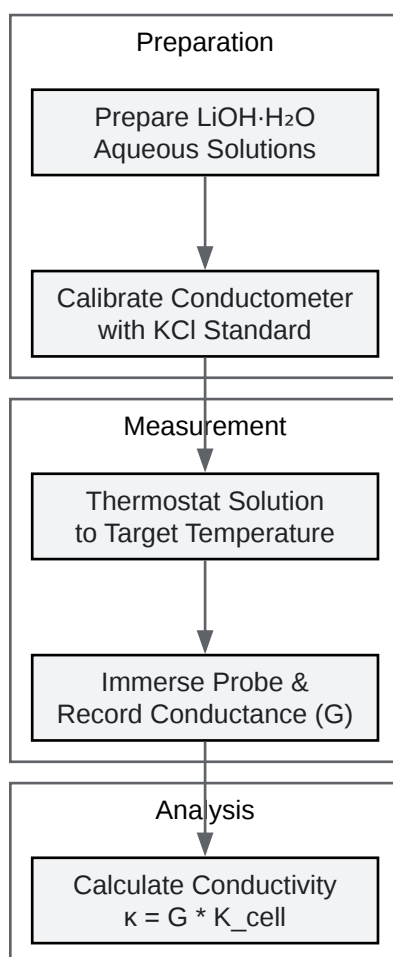 Preparation
Prepare LiOH·H₂O
Aqueous Solutions
Calibrate Conductometer
with KCl Standard
Measurement
Thermostat Solution
to Target Temperature
Immerse Probe &
Record Conductance (G)
Analysis
Calculate Conductivity
κ = G * K_cell